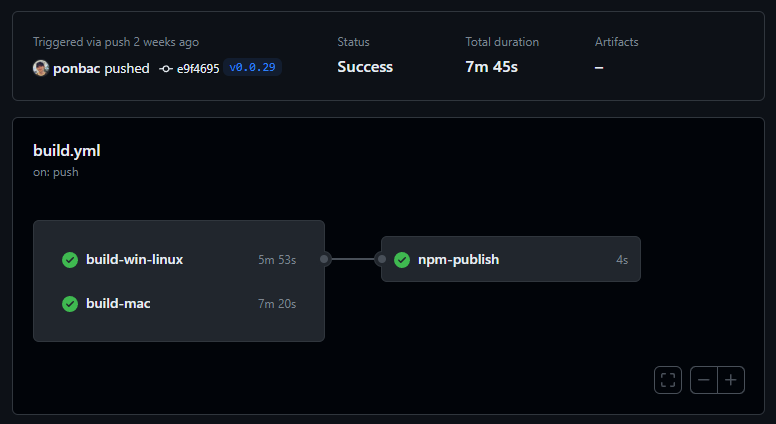 Triggered via push 2 weeks ago
ponbac pushed e9f4695 v0.0.29
Status
Success
Total duration
7m 45s
Artifacts
–
build.yml
on: push
build-win-linux 5m 53s
build-mac 7m 20s
npm-publish 4s